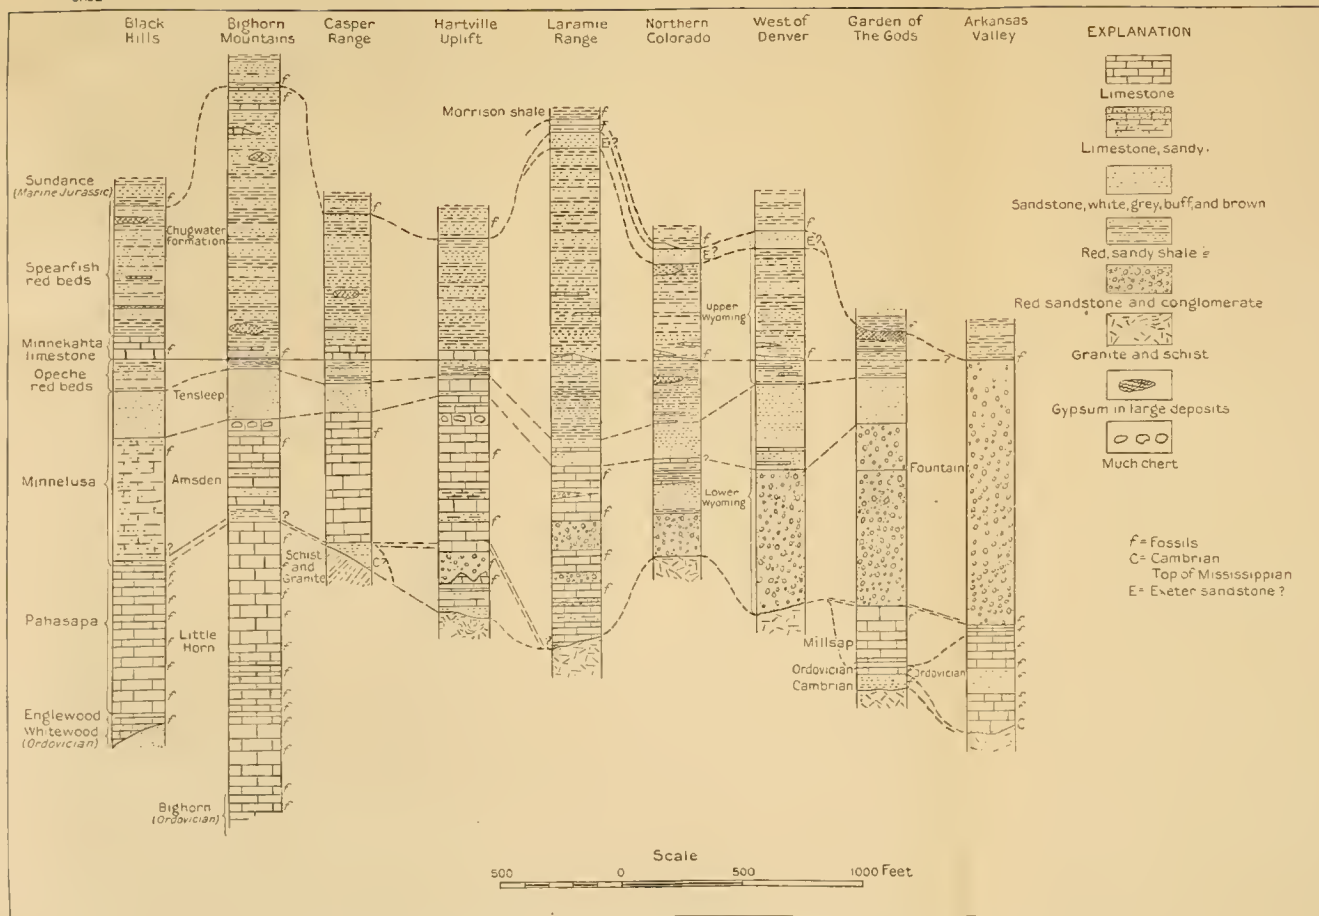 Black Hills
Bighorn Mountains
Casper Range
Hartville Uplift
Laramie Range
Northern Colorado
West of Denver
Garden of The Gods
Arkansas Valley
EXPLANATION
Limestone
Limestone, sandy.
Sandstone, white, grey, buff, and brown
Red, sandy shale s
Red sandstone and conglomerate
Granite and schist
Gypsum in large deposits
Much chert
f = Fossils
C = Cambrian
Top of Mississippian
E = Exeter sandstone ?
Morrison shale
Sundance
(Marine Jurassic)
Chugwater formation
Spearfish red beds
Minnekahta limestone
Opeche red beds
Tensleep
Minnelusa
Amsden
Schist and Granite
C?
Pahasapa
Little Horn
Englewood
Whitewood
(Ordovician)
Bighorn
(Ordovician)
E?
E?
E?
Upper Wyoming
Lower Wyoming
Fountain
Millsap
Ordovician
Cambrian
Ordovician
C
Scale
500 0 500 1000 Feet